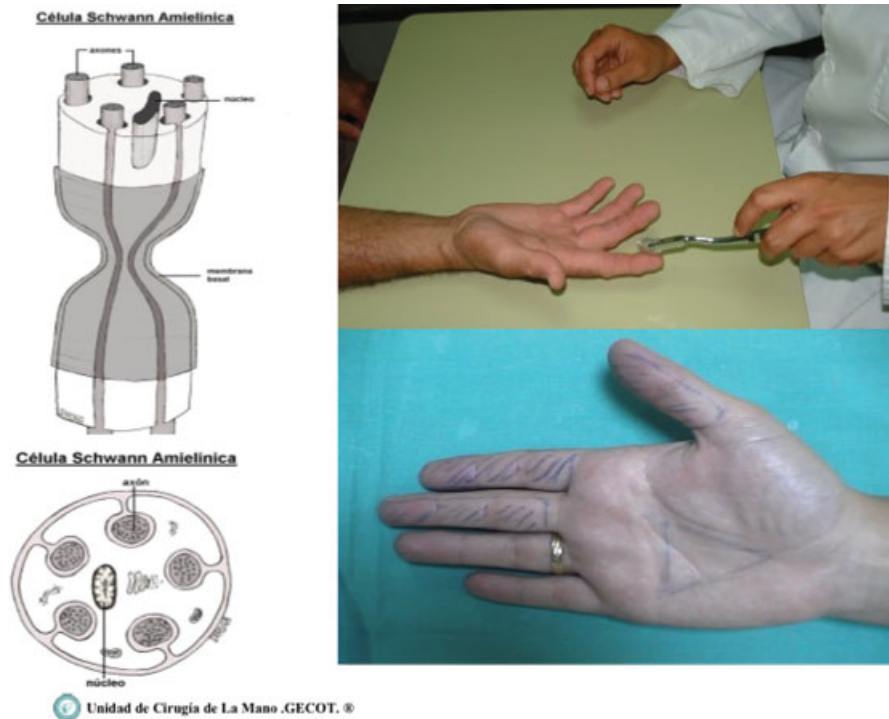 Célula Schwann Amielínica
axones
núcleo
membrana
basal
Célula Schwann Amielínica
axón
núcleo
Unidad de Cirugía de La Mano .GECOT. ®